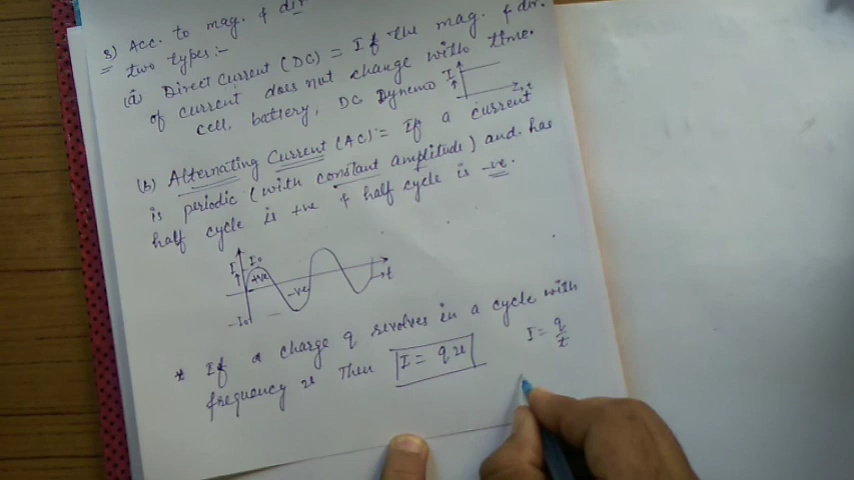 3) Acc. to mag. & dir
two types:-
(a) Direct Current (DC) = If the mag. & dir.
of current does not change with time.
cell, battery, DC Dynamo
I
t
(b) Alternating Current (AC) = If a current
is periodic (with constant amplitude) and has
half cycle is +ve & half cycle is -ve.
I
I₀
+ve
-ve
t
-I₀
* If a charge q revolves in a cycle with
frequency ν Then I = qν
I = q/t